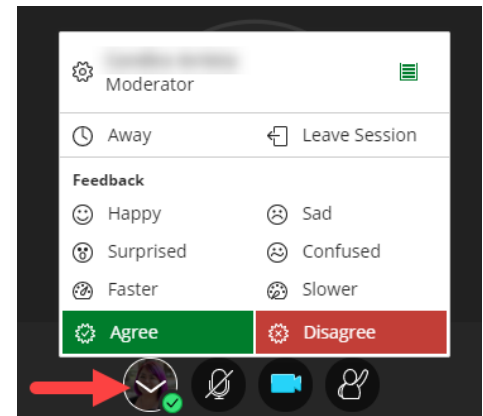 Moderator
Away Leave Session
Feedback
Happy Sad
Surprised Confused
Faster Slower
Agree Disagree